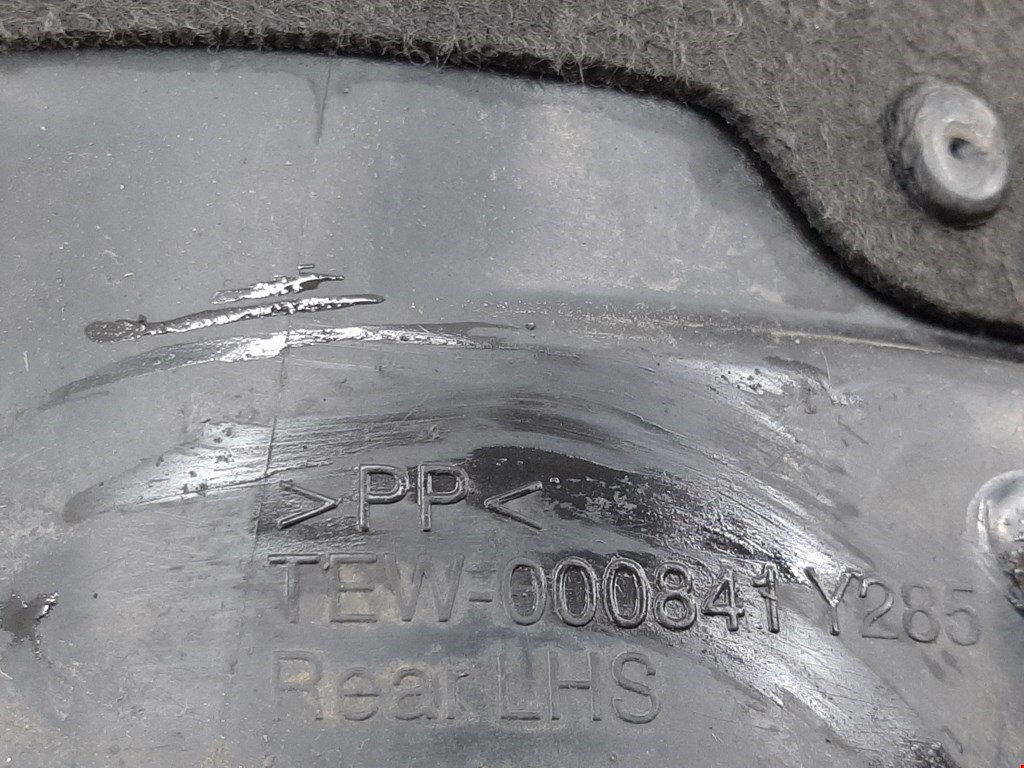 >PP<
TEW-000841 Y285
Rear LHS